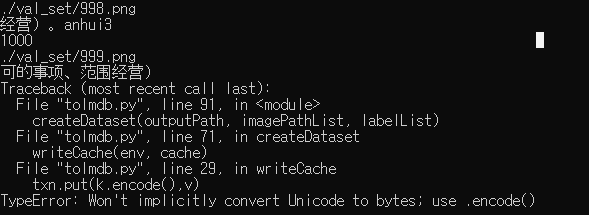 ./val_set/998.png
经营)。anhui3
1000
./val_set/999.png
可的事项、范围经营)
Traceback (most recent call last):
  File "tolmdb.py", line 91, in <module>
    createDataset(outputPath, imagePathList, labelList)
  File "tolmdb.py", line 71, in createDataset
    writeCache(env, cache)
  File "tolmdb.py", line 29, in writeCache
    txn.put(k.encode(),v)
TypeError: Won't implicitly convert Unicode to bytes; use .encode()